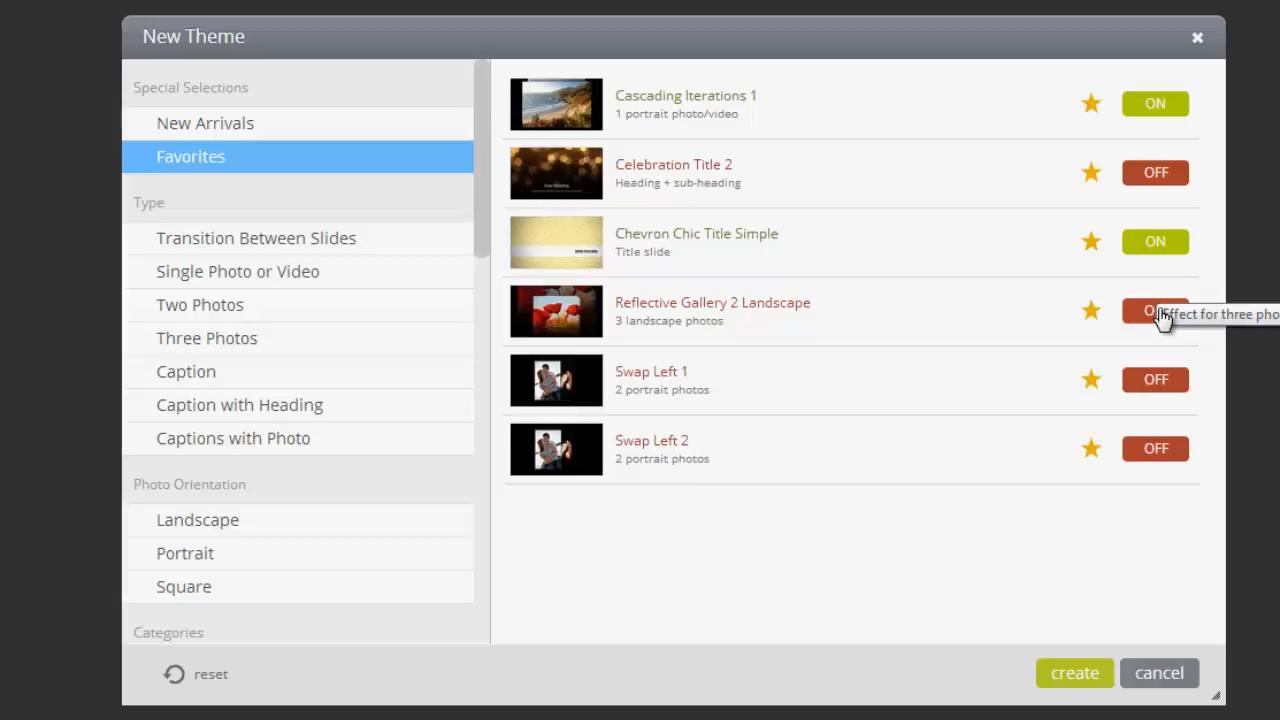 New Theme
Special Selections
New Arrivals
Favorites
Type
Transition Between Slides
Single Photo or Video
Two Photos
Three Photos
Caption
Caption with Heading
Captions with Photo
Photo Orientation
Landscape
Portrait
Square
Categories
reset
Cascading Iterations 1
1 portrait photo/video
ON
Celebration Title 2
Heading + sub-heading
OFF
Chevron Chic Title Simple
Title slide
ON
Reflective Gallery 2 Landscape
3 landscape photos
ffect for three pho
Swap Left 1
2 portrait photos
OFF
Swap Left 2
2 portrait photos
OFF
create
cancel